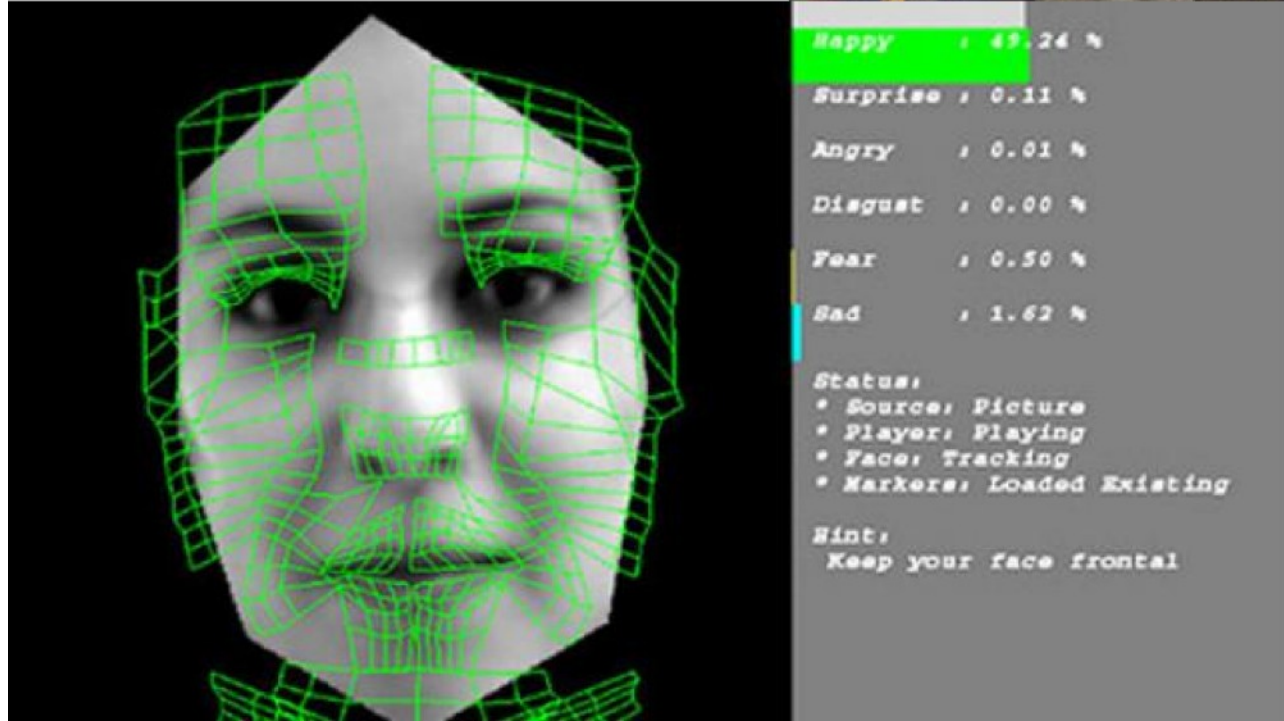 Happy : 49.26 %
Surprise : 0.11 %
Angry : 0.01 %
Disgust : 0.00 %
Fear : 0.50 %
Sad : 1.62 %
Status:
* Source: Picture
* Player: Playing
* Face: Tracking
* Markers: Loaded Existing
Hint:
Keep your face frontal